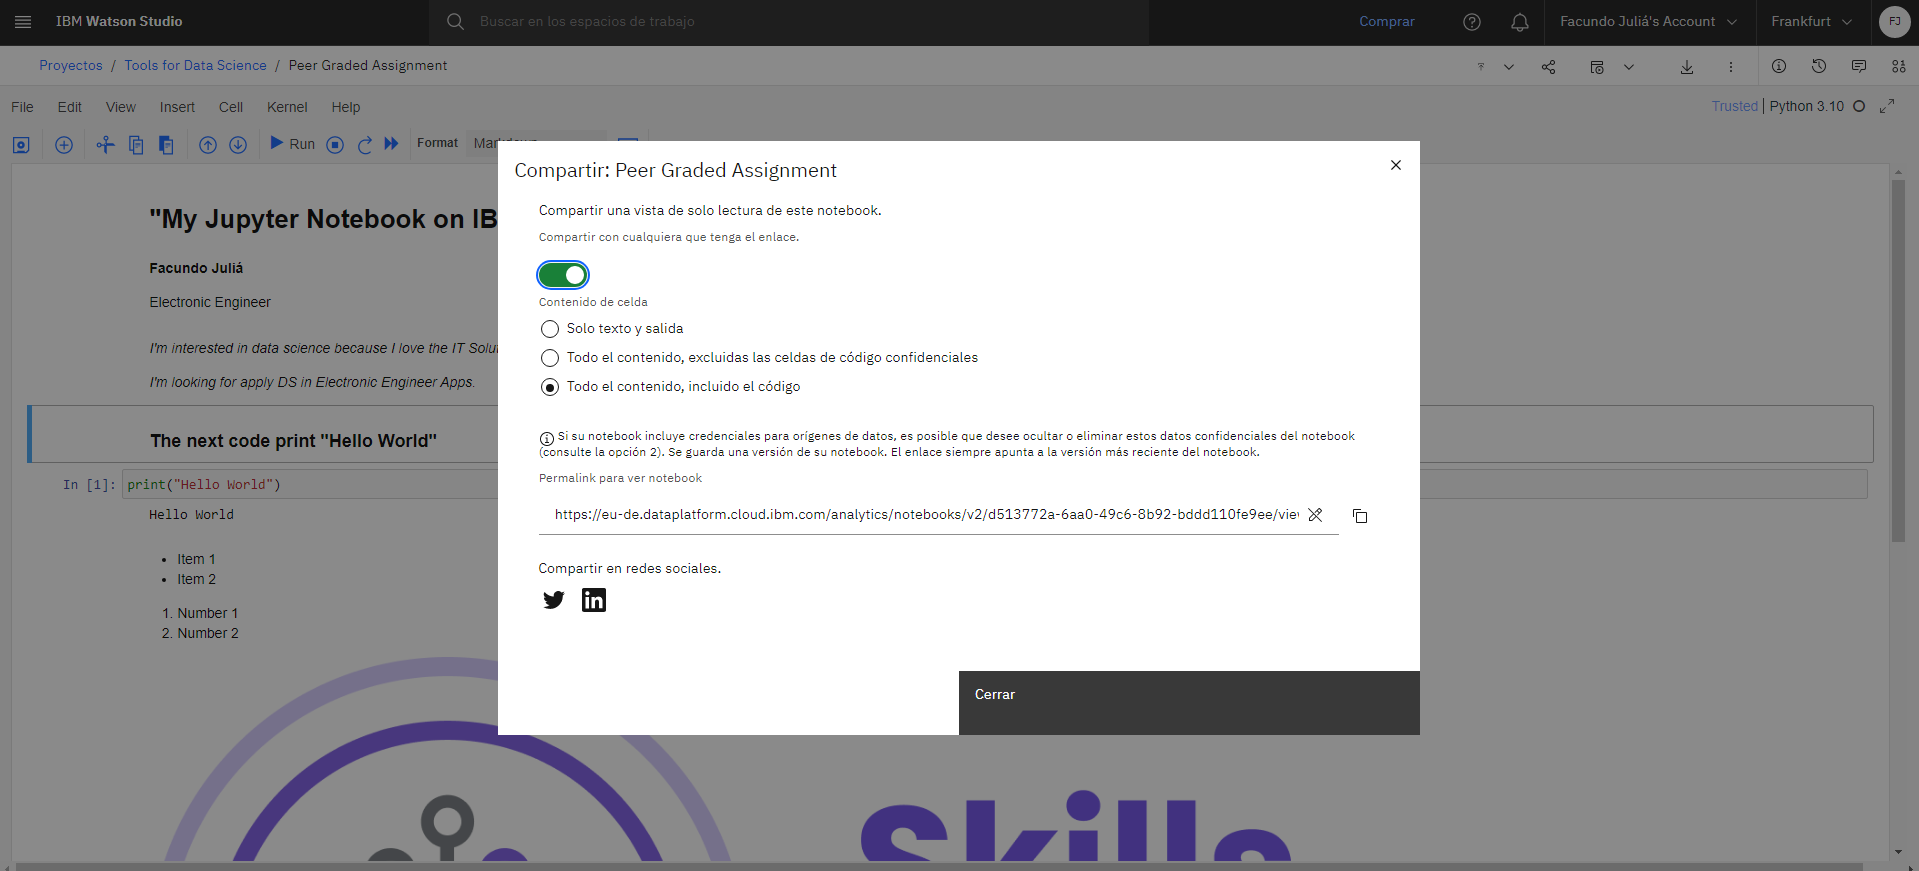 IBM Watson Studio
Buscar en los espacios de trabajo
Comprar
Facundo Juliá's Account
Frankfurt
FJ
Proyectos / Tools for Data Science / Peer Graded Assignment
File Edit View Insert Cell Kernel Help
Trusted | Python 3.10
Run
Format
Compartir: Peer Graded Assignment
Compartir una vista de solo lectura de este notebook.
Compartir con cualquiera que tenga el enlace.
Contenido de celda
Solo texto y salida
Todo el contenido, excluidas las celdas de código confidenciales
Todo el contenido, incluido el código
Si su notebook incluye credenciales para orígenes de datos, es posible que desee ocultar o eliminar estos datos confidenciales del notebook
(consulte la opción 2). Se guarda una versión de su notebook. El enlace siempre apunta a la versión más reciente del notebook.
Permalink para ver notebook
https://eu-de.dataplatform.cloud.ibm.com/analytics/notebooks/v2/d513772a-6aa0-49c6-8b92-bddd110fe9ee/vie
Compartir en redes sociales.
in
Cerrar
"My Jupyter Notebook on IB
Facundo Juliá
Electronic Engineer
I'm interested in data science because I love the IT Solu
I'm looking for apply DS in Electronic Engineer Apps.
The next code print "Hello World"
In [1]: print("Hello World")
Hello World
• Item 1
• Item 2
1. Number 1
2. Number 2
Skills